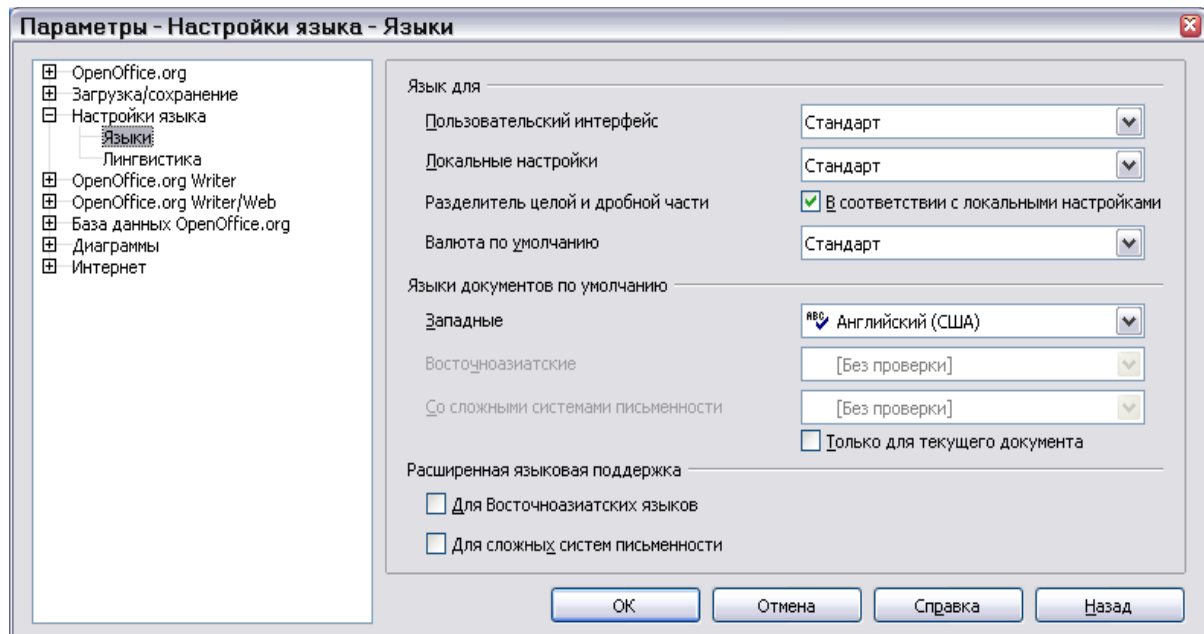 Параметры - Настройки языка - Языки
OpenOffice.org
Загрузка/сохранение
Настройки языка
Языки
Лингвистика
OpenOffice.org Writer
OpenOffice.org Writer/Web
База данных OpenOffice.org
Диаграммы
Интернет
Язык для
Пользовательский интерфейс
Стандарт
Локальные настройки
Стандарт
Разделитель целой и дробной части
В соответствии с локальными настройками
Валюта по умолчанию
Стандарт
Языки документов по умолчанию
Западные
ABC Английский (США)
Восточноазиатские
[Без проверки]
Со сложными системами письменности
[Без проверки]
Только для текущего документа
Расширенная языковая поддержка
Для Восточноазиатских языков
Для сложных систем письменности
ОК
Отмена
Справка
Назад